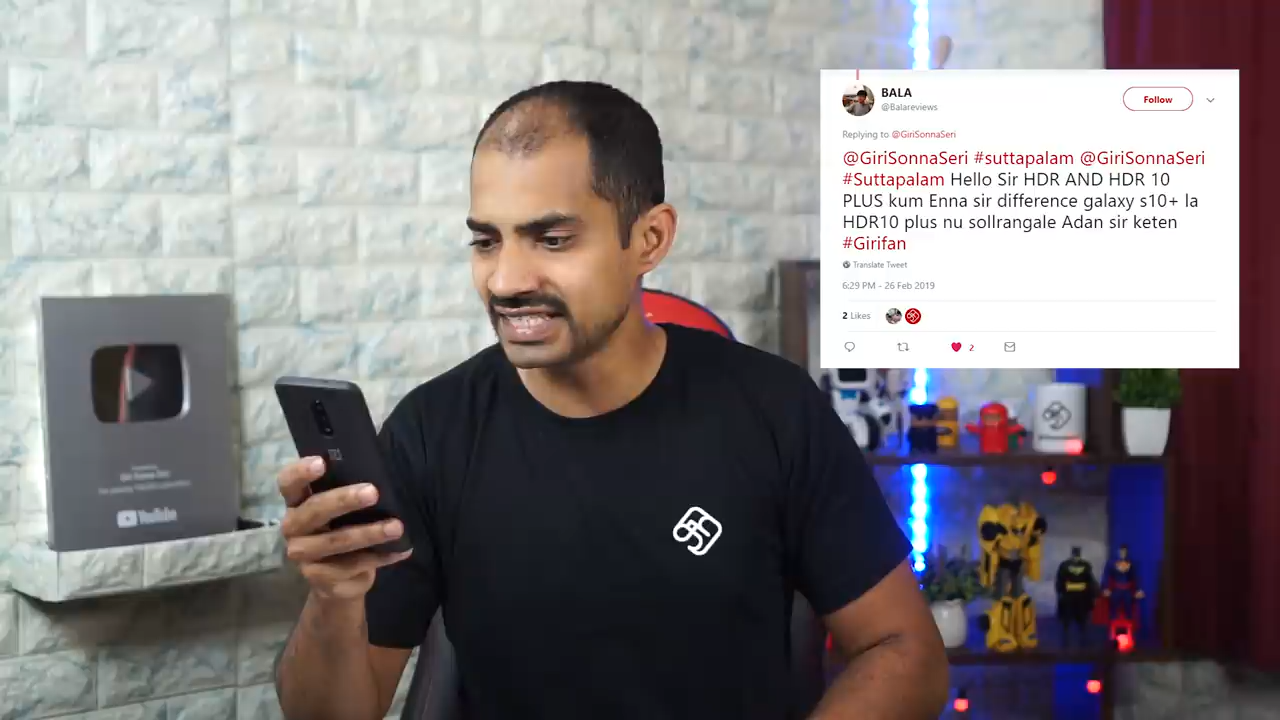 BALA
@Balareviews
Follow
Replying to @GiriSonnaSeri
@GiriSonnaSeri #suttapalam @GiriSonnaSeri
#Suttapalam Hello Sir HDR AND HDR 10
PLUS kum Enna sir difference galaxy s10+ la
HDR10 plus nu sollrangale Adan sir keten
#Girifan
Translate Tweet
6:29 PM - 26 Feb 2019
2 Likes
2
YouTube